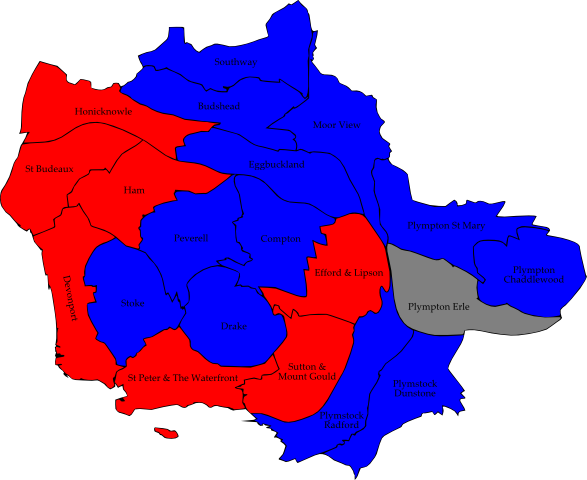 Southway
Budshead
Honicknowle
Moor View
St Budeaux
Eggbuckland
Ham
Plympton St Mary
Peverell
Compton
Efford & Lipson
Plympton
Chaddlewood
Devonport
Stoke
Plympton Erle
Drake
Sutton &
Mount Gould
St Peter & The Waterfront
Plymstock
Dunstone
Plymstock
Radford